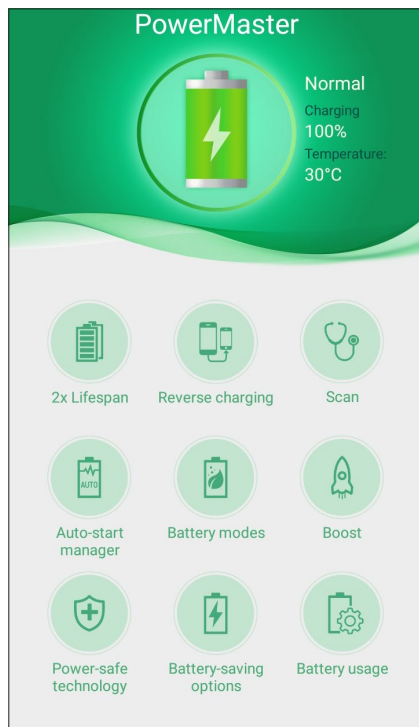 PowerMaster
Normal
Charging
100%
Temperature:
30°C
2x Lifespan
Reverse charging
Scan
AUTO
Auto-start
manager
Battery modes
Boost
Power-safe
technology
Battery-saving
options
Battery usage